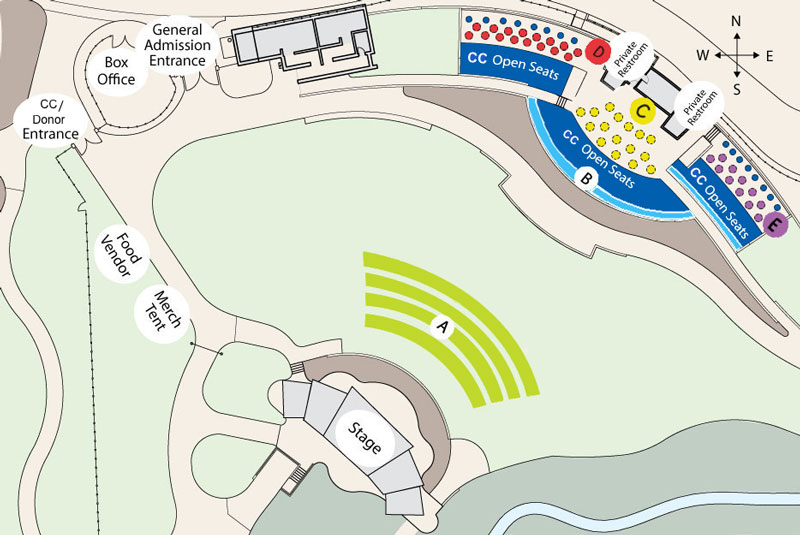 General
Admission
Entrance
Box
Office
CC /
Donor
Entrance
CC Open Seats
D
Private
Restroom
Private
Restroom
N
W
E
S
C
CC Open Seats
B
CC Open Seats
E
Food
Vendor
Merch
Tent
A
Stage